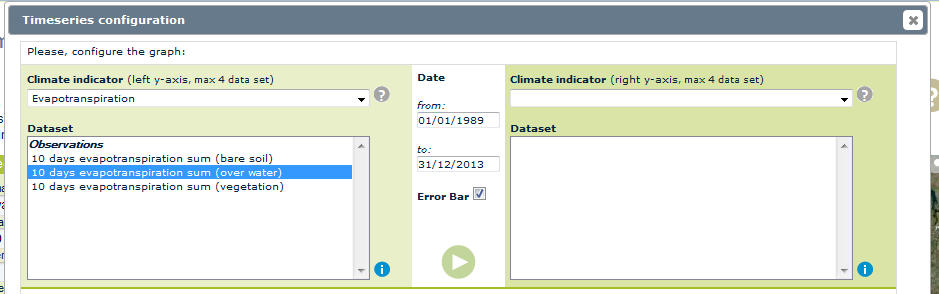 Timeseries configuration
Please, configure the graph:
Climate indicator (left y-axis, max 4 data set)
Evapotranspiration
Dataset
Observations
10 days evapotranspiration sum (bare soil)
10 days evapotranspiration sum (over water)
10 days evapotranspiration sum (vegetation)
Date
from:
01/01/1989
to:
31/12/2013
Error Bar
Climate indicator (right y-axis, max 4 data set)
Dataset